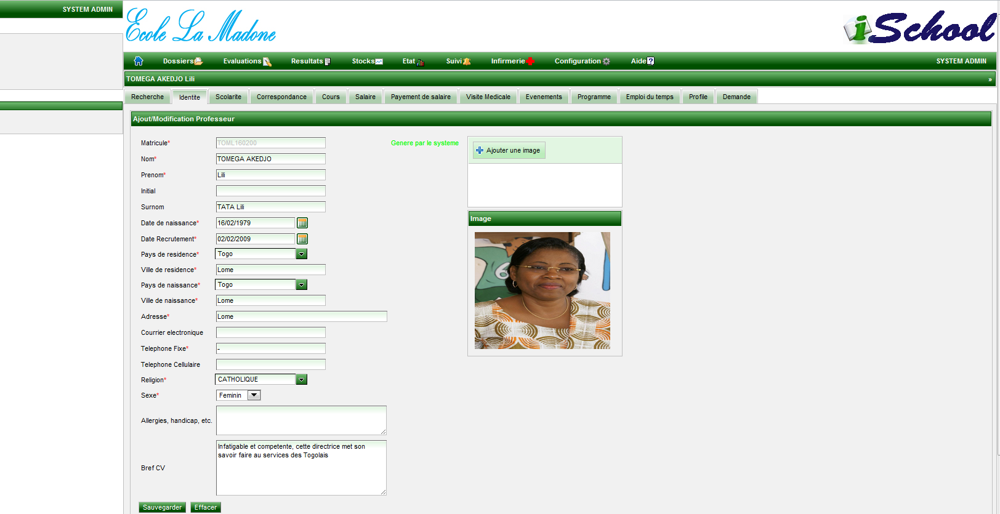 SYSTEM ADMIN
Ecole La Madone
iSchool
Dossiers Evaluations Resultats Stocks Etat Suivi Infirmerie Configuration Aide SYSTEM ADMIN
TOMEGA AKEDJO Lili »
Recherche Identite Scolarite Correspondance Cours Salaire Payement de salaire Visite Medicale Evenements Programme Emploi du temps Profile Demande
Ajout/Modification Professeur
Matricule* TOML160200 Genere par le systeme
Nom* TOMEGA AKEDJO
Prenom* Lili
Initial
Surnom TATA Lili
Date de naissance* 16/02/1979
Date Recrutement* 02/02/2009
Pays de residence* Togo
Ville de residence* Lome
Pays de naissance* Togo
Ville de naissance* Lome
Adresse* Lome
Courrier electronique
Telephone Fixe* -
Telephone Cellulaire
Religion* CATHOLIQUE
Sexe* Feminin
Allergies, handicap, etc.
Bref CV
Infatigable et competente, cette directrice met son
savoir faire au services des Togolais
Sauvegarder Effacer
Ajouter une image
Image
6